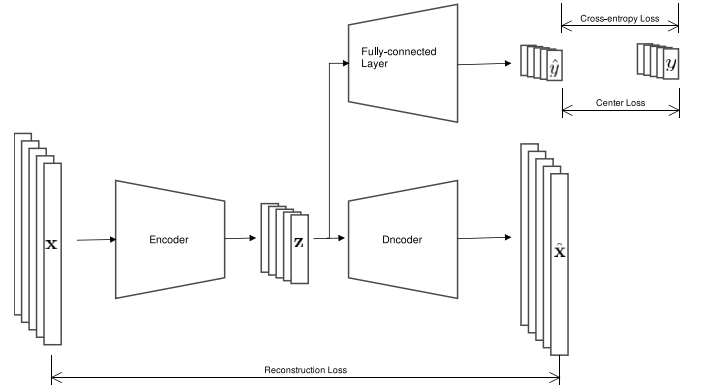 Cross-entropy Loss
Fully-connected
Layer
ŷ
y
Center Loss
x
Encoder
z
Dncoder
x̂
Reconstruction Loss